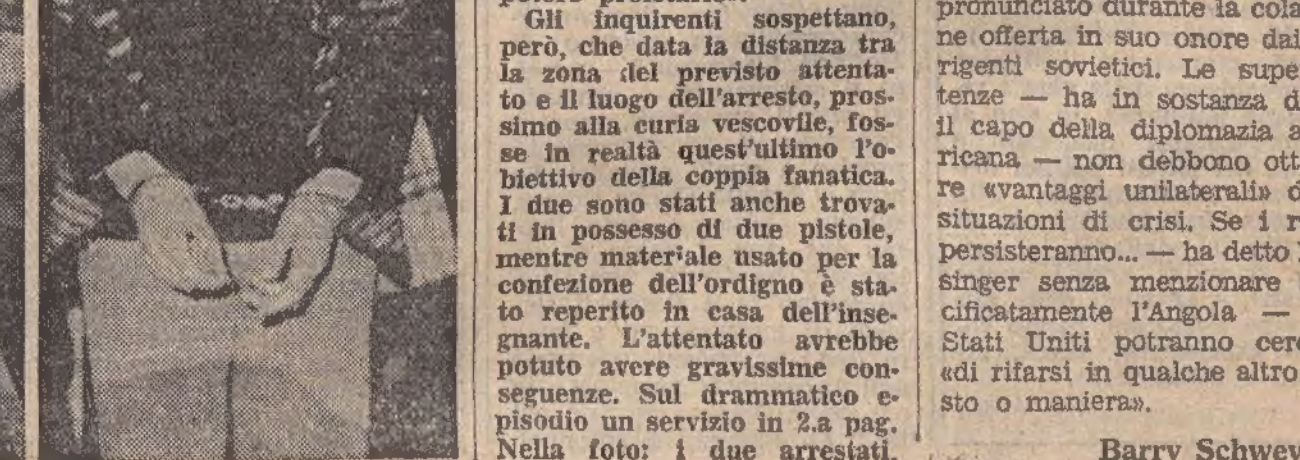 Gli inquirenti sospettano,
però, che data la distanza tra
la zona del previsto attenta-
to e il luogo dell'arresto, pros-
simo alla curia vescovile, fos-
se in realtà quest'ultimo l'o-
biettivo della coppia fanatica.
I due sono stati anche trova-
ti in possesso di due pistole,
mentre materiale usato per la
confezione dell'ordigno è sta-
to reperito in casa dell'inse-
gnante. L'attentato avrebbe
potuto avere gravissime con-
seguenze. Sul drammatico e-
pisodio un servizio in 2.a pag.
Nella foto: i due arrestati.
pronunciato durante la cola
ne offerta in suo onore dai
rigenti sovietici. Le supe
tenze — ha in sostanza d
il capo della diplomazia a
ricana — non debbono ott
re «vantaggi unilaterali» d
situazioni di crisi. Se i r
persisteranno... — ha detto
singer senza menzionare
cificatamente l'Angola —
Stati Uniti potranno cerc
«di rifarsi in qualche altro
sto o maniera».
Barry Schwe